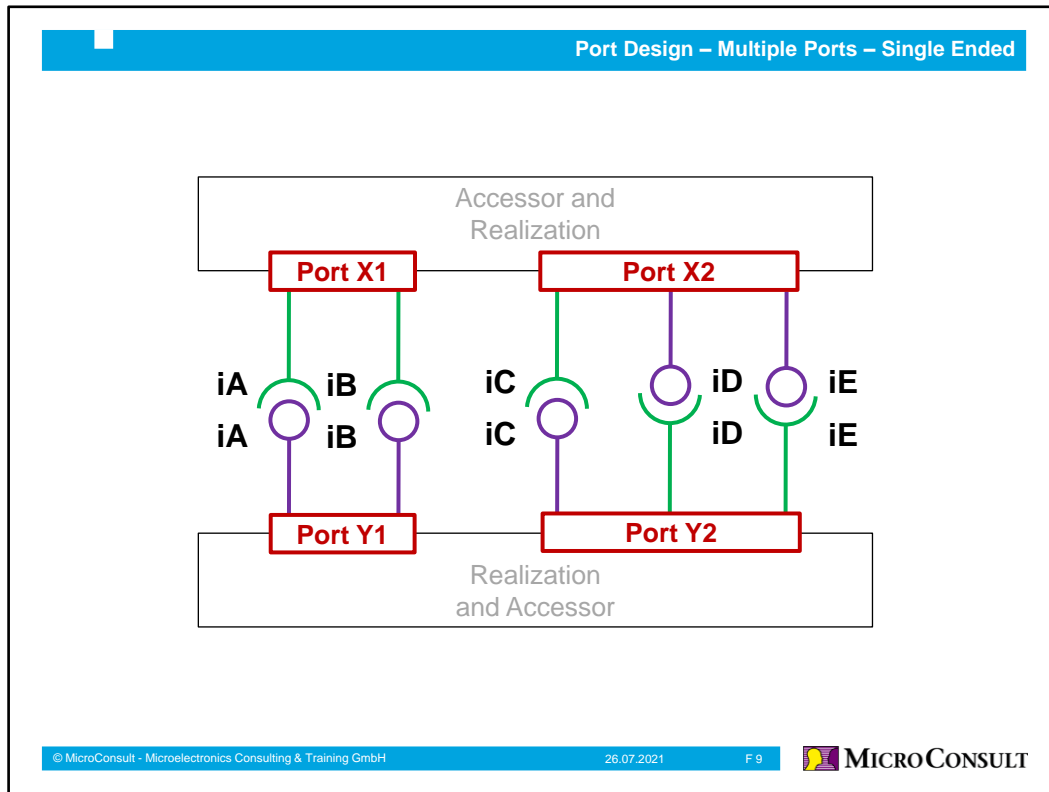 Port Design – Multiple Ports – Single Ended
Accessor and
Realization
Port X1
Port X2
iA
iB
iC
iD
iE
iA
iB
iC
iD
iE
Port Y1
Port Y2
Realization
and Accessor
© MicroConsult - Microelectronics Consulting & Training GmbH
26.07.2021
F 9
MICROCONSULT